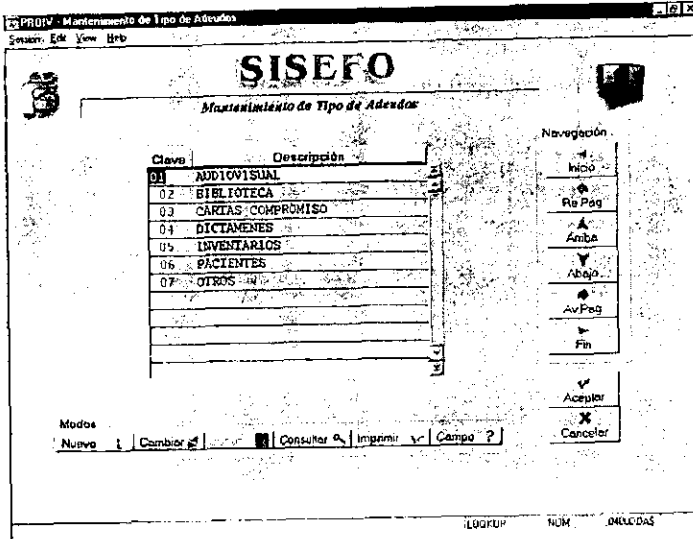 PROIV - Mantenimiento de Tipo de Adeudos
Session Edit View Help
SISEFO
Mantenimiento de Tipo de Adeudos
Navegación
Clave Descripción
01 AUDIOVISUAL
02 BIBLIOTECA
03 CARTAS COMPROMISO
04 DICTAMENES
05 INVENTARIOS
06 PACIENTES
07 OTROS
Inicio
Re.Pag
Arriba
Abajo
Av.Pag
Fin
Aceptar
Cancelar
Modos
Nuevo Cambiar Consultar Imprimir Campo ?
LOOKUP NUM